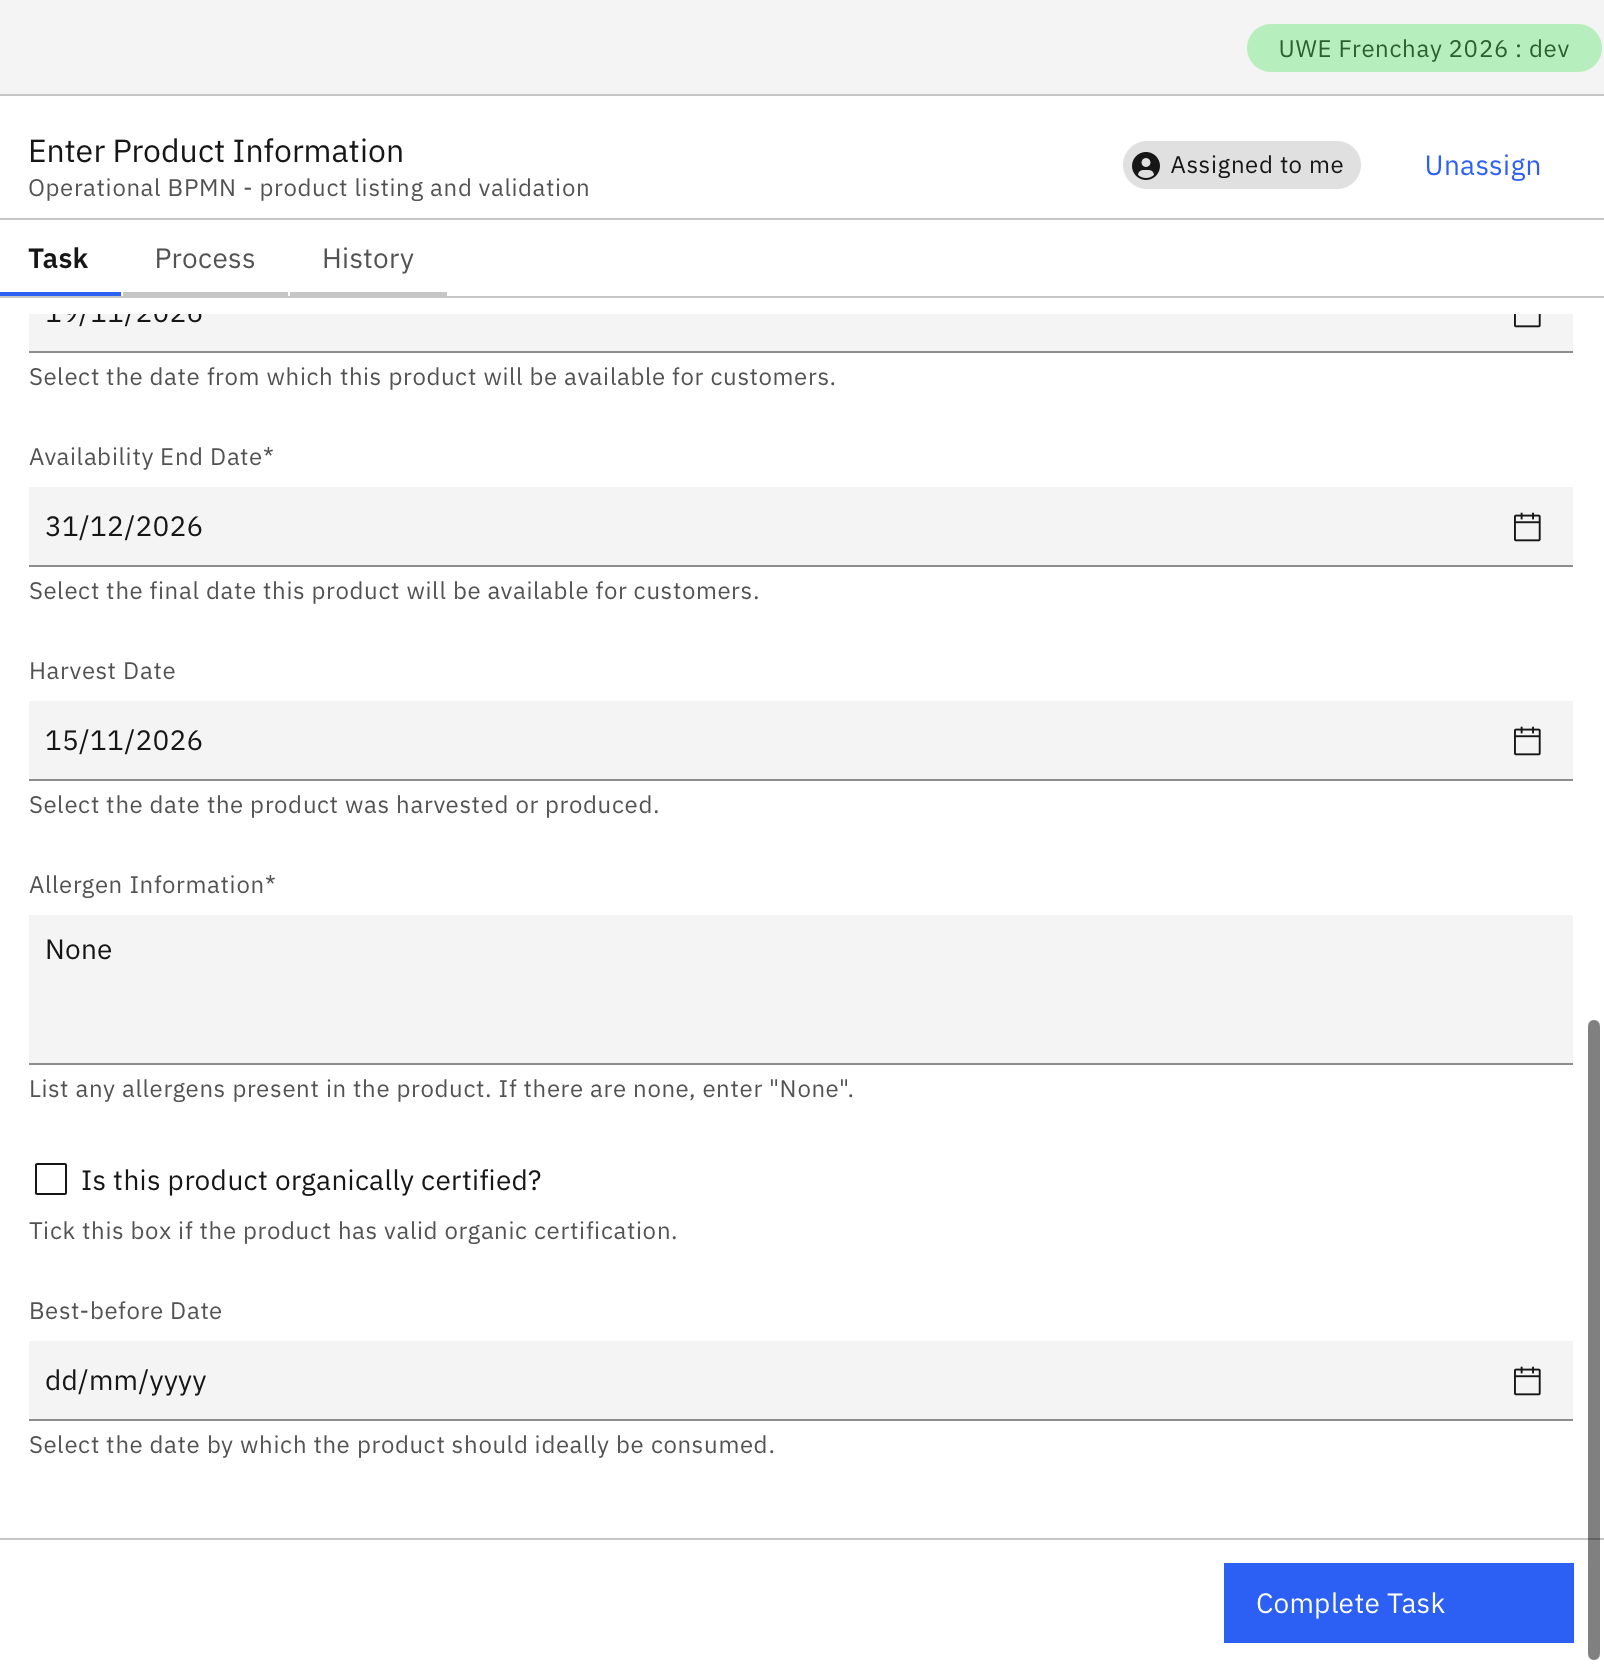 UWE Frenchay 2026 : dev
Enter Product Information
Operational BPMN - product listing and validation
Assigned to me
Unassign
Task
Process
History
19/11/2026
Select the date from which this product will be available for customers.
Availability End Date*
31/12/2026
Select the final date this product will be available for customers.
Harvest Date
15/11/2026
Select the date the product was harvested or produced.
Allergen Information*
None
List any allergens present in the product. If there are none, enter "None".
Is this product organically certified?
Tick this box if the product has valid organic certification.
Best-before Date
dd/mm/yyyy
Select the date by which the product should ideally be consumed.
Complete Task